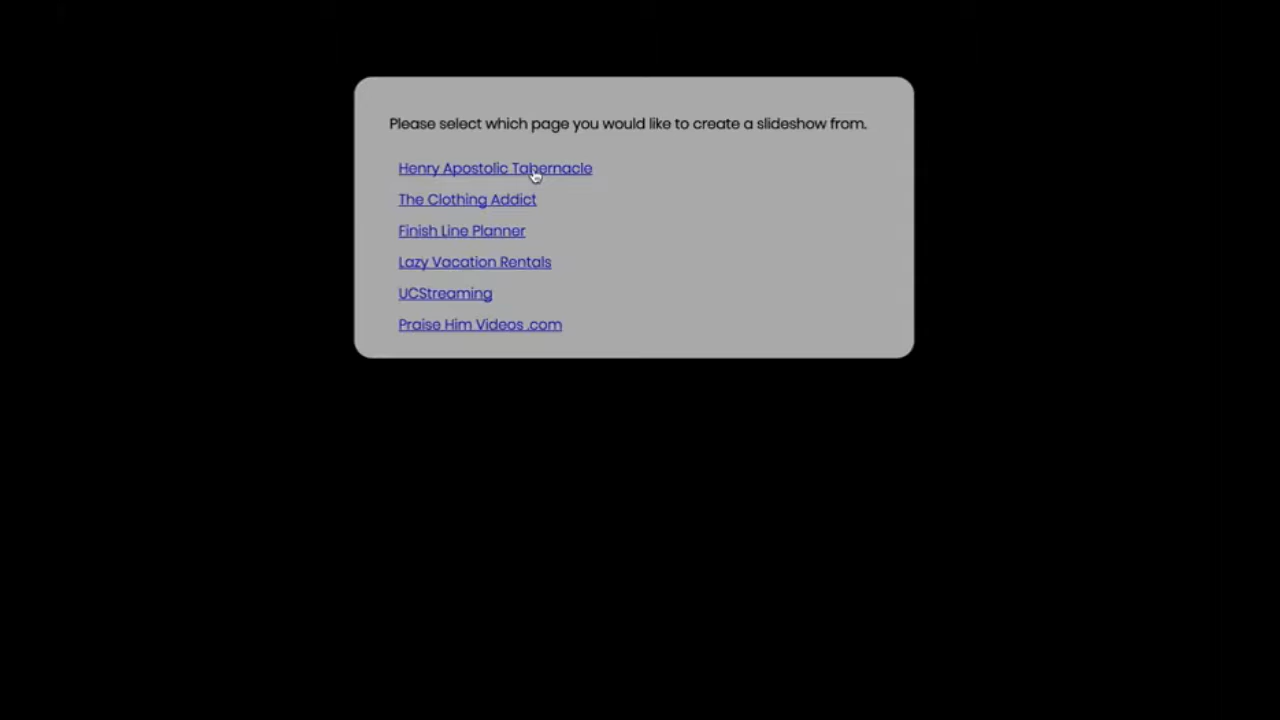 Please select which page you would like to create a slideshow from.
Henry Apostolic Tabernacle
The Clothing Addict
Finish Line Planner
Lazy Vacation Rentals
UCStreaming
Praise Him Videos .com